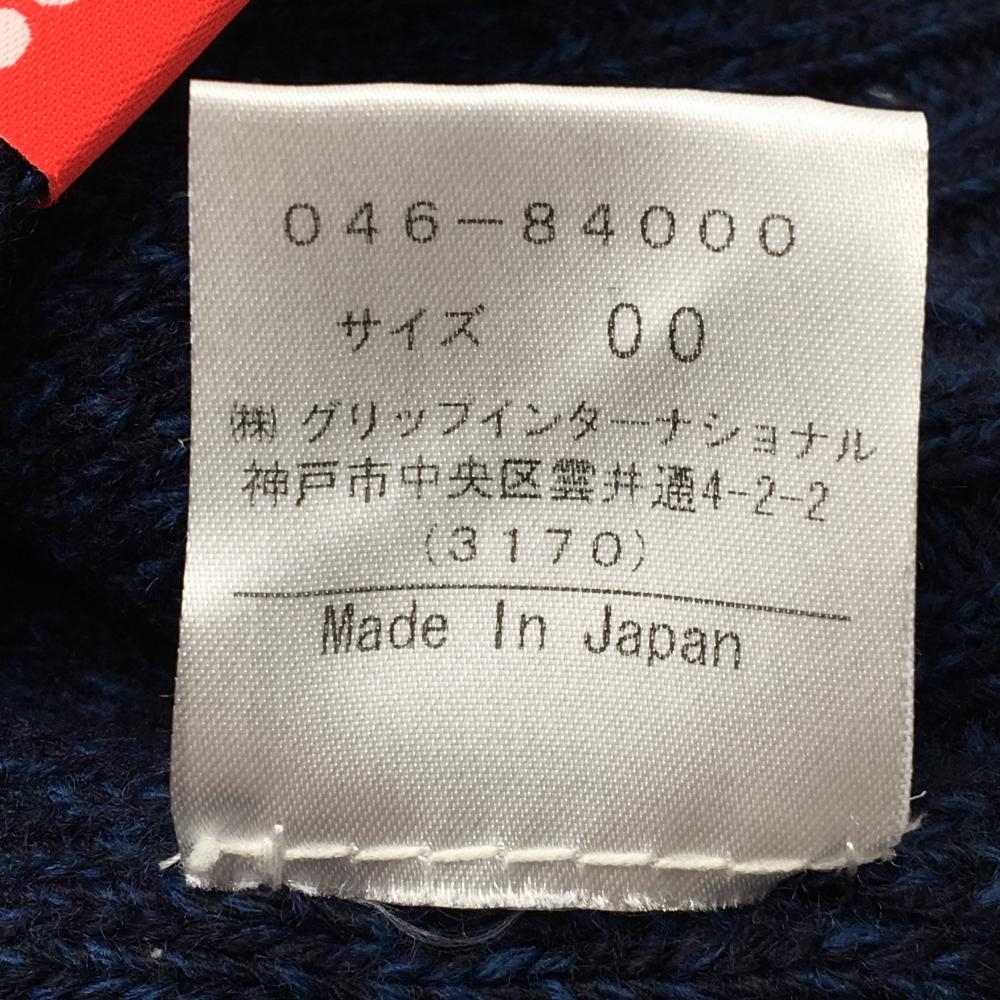 046-84000
サイズ 00
㈱グリップインターナショナル
神戸市中央区雲井通4-2-2
(3170)
Made In Japan